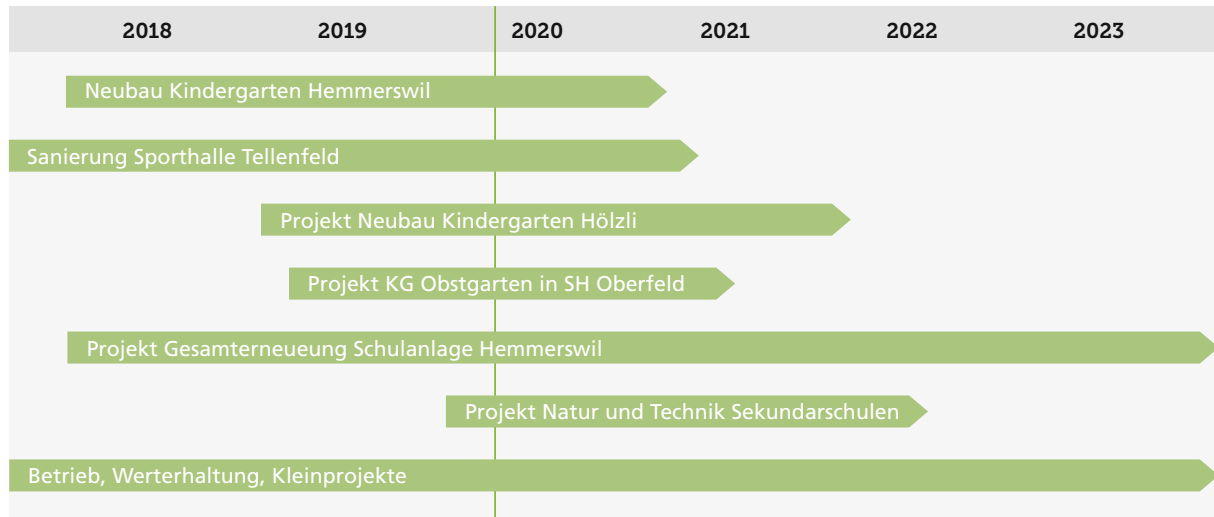 2018 2019 2020 2021 2022 2023
Neubau Kindergarten Hemmerswil
Sanierung Sporthalle Tellenfeld
Projekt Neubau Kindergarten Hölzli
Projekt KG Obstgarten in SH Oberfeld
Projekt Gesamterneueung Schulanlage Hemmerswil
Projekt Natur und Technik Sekundarschulen
Betrieb, Werterhaltung, Kleinprojekte